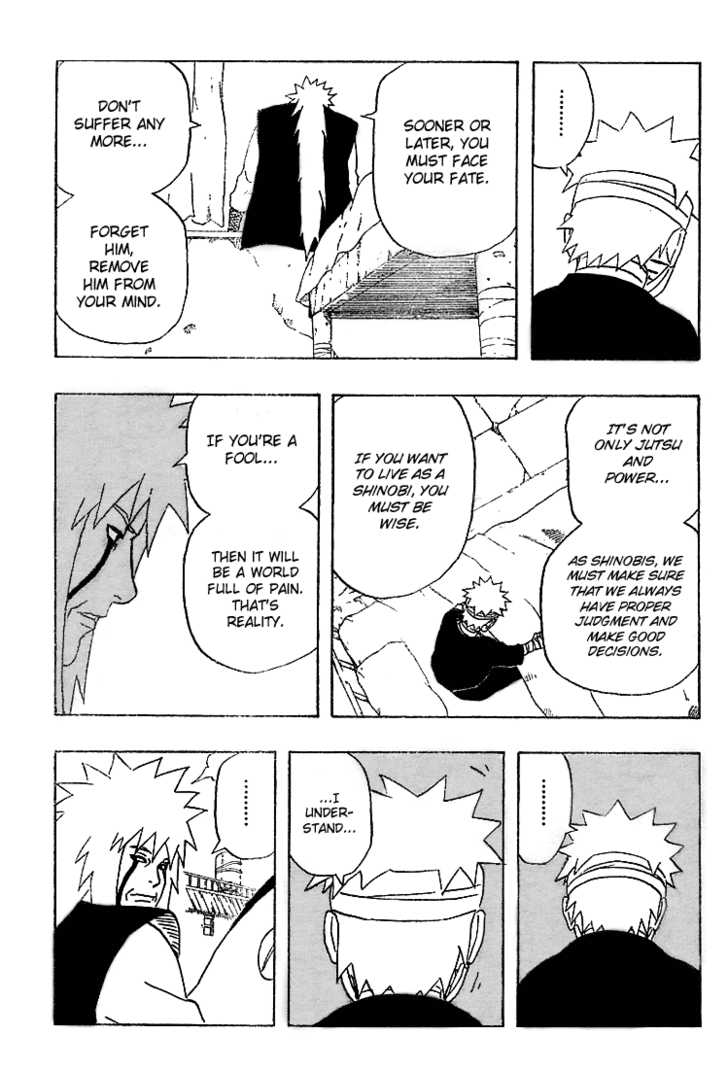 .........
SOONER OR
LATER, YOU
MUST FACE
YOUR FATE.
DON'T
SUFFER ANY
MORE...
FORGET
HIM,
REMOVE
HIM FROM
YOUR MIND.
IT'S NOT
ONLY JUTSU
AND
POWER...
AS SHINOBIS, WE
MUST MAKE SURE
THAT WE ALWAYS
HAVE PROPER
JUDGMENT AND
MAKE GOOD
DECISIONS.
IF YOU WANT
TO LIVE AS A
SHINOBI, YOU
MUST BE
WISE.
IF YOU'RE A
FOOL...
THEN IT WILL
BE A WORLD
FULL OF PAIN.
THAT'S
REALITY.
.........
...I
UNDER-
STAND...
.........